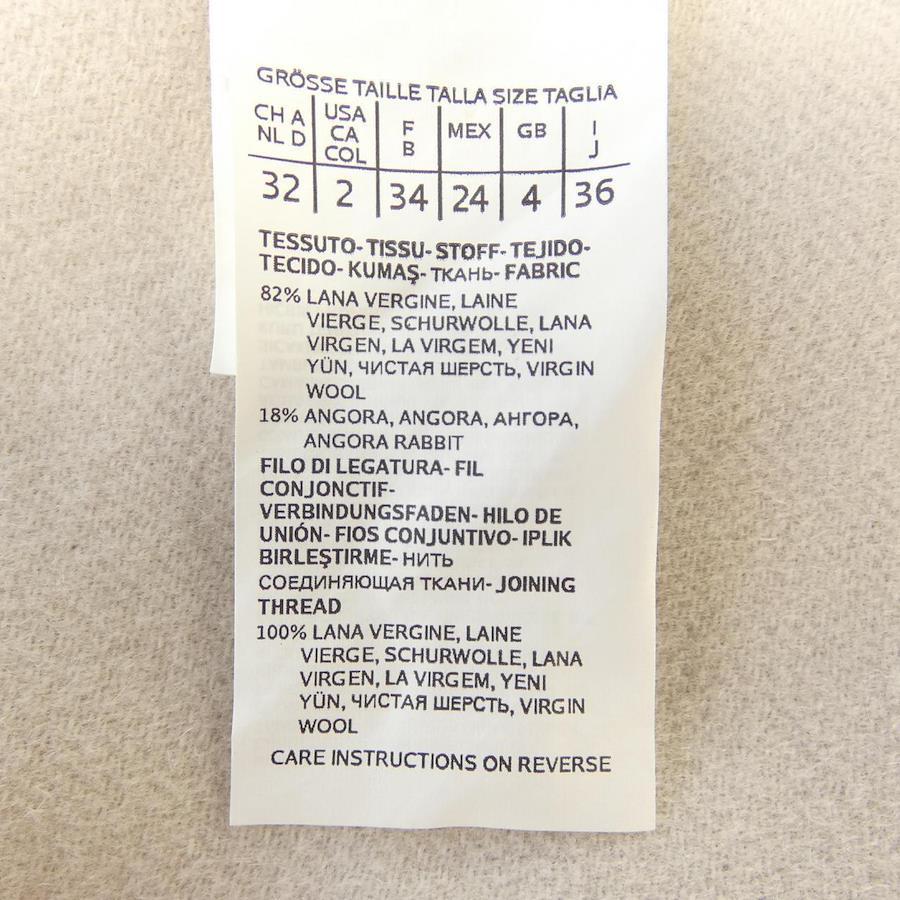 GRÖSSE TAILLE TALLA SIZE TAGLIA
CH A USA F MEX GB I
NL D CA B J
COL
32 2 34 24 4 36
TESSUTO- TISSU- STOFF- TEJIDO-
TECIDO- KUMAŞ- ТКАНЬ- FABRIC
82% LANA VERGINE, LAINE
VIERGE, SCHURWOLLE, LANA
VIRGEN, LA VIRGEM, YENI
YÜN, ЧИСТАЯ ШЕРСТЬ, VIRGIN
WOOL
18% ANGORA, ANGORA, АНГОРА,
ANGORA RABBIT
FILO DI LEGATURA- FIL
CONJONCTIF-
VERBINDUNGSFADEN- HILO DE
UNIÓN- FIOS CONJUNTIVO- IPLIK
BIRLEŞTIRME- НИТЬ
СОЕДИНЯЮЩАЯ ТКАНИ- JOINING
THREAD
100% LANA VERGINE, LAINE
VIERGE, SCHURWOLLE, LANA
VIRGEN, LA VIRGEM, YENI
YÜN, ЧИСТАЯ ШЕРСТЬ, VIRGIN
WOOL
CARE INSTRUCTIONS ON REVERSE